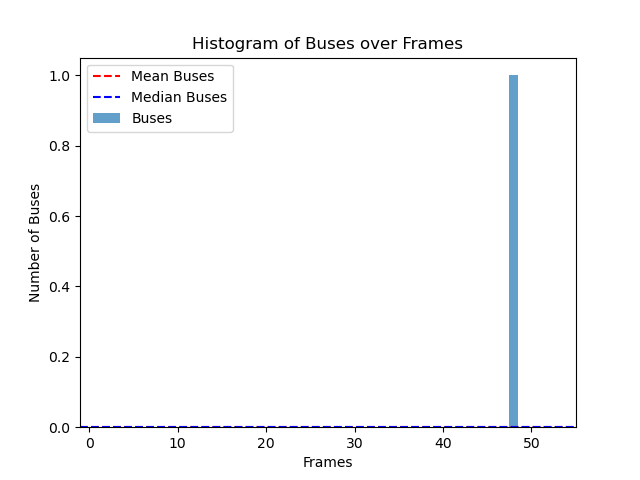 Histogram of Buses over Frames
Mean Buses
Median Buses
Buses
1.0
0.8
0.6
0.4
0.2
0.0
Number of Buses
0 10 20 30 40 50
Frames